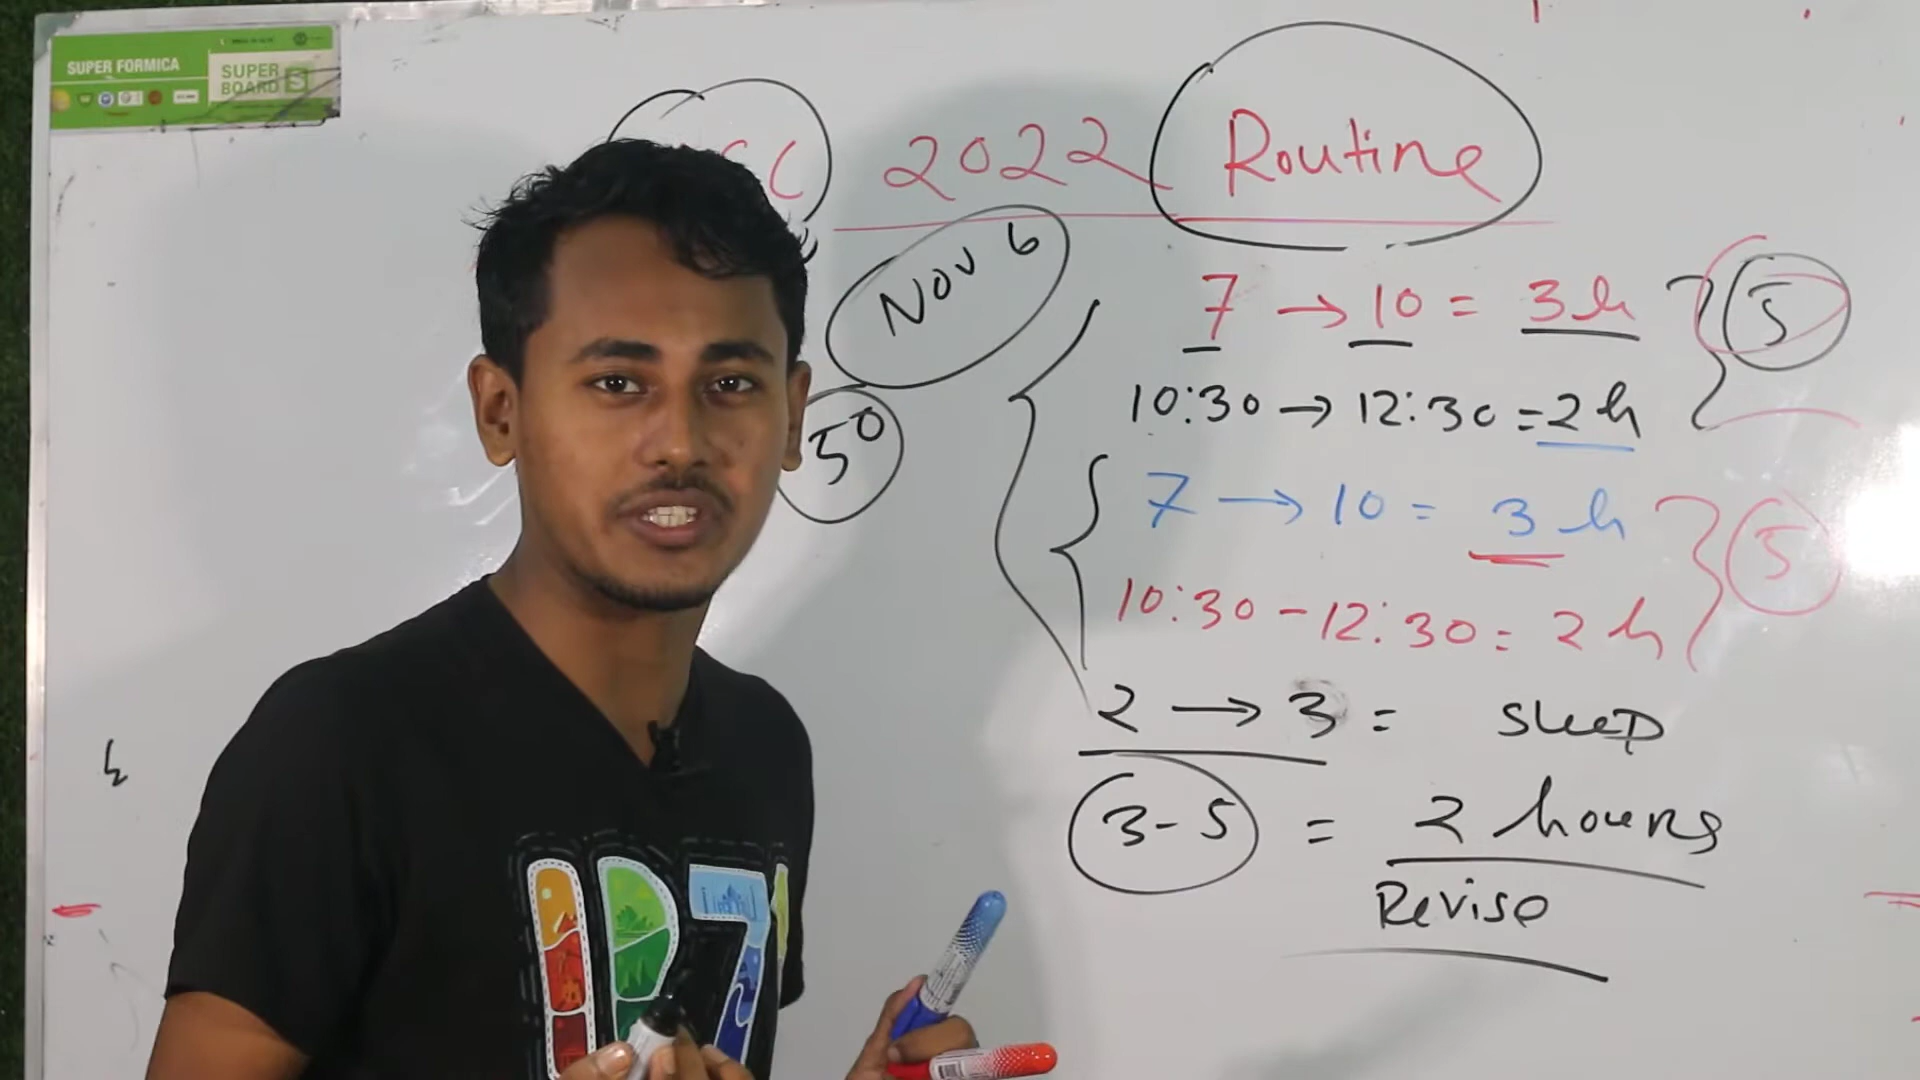 SUPER FORMICA
SUPER BOARD S
2022 Routine
Nov 6
50
7 → 10 = 3h 5
10:30 → 12:30 = 2h
7 → 10 = 3h 5
10:30 - 12:30 = 2h
2 → 3 = Sleep
3-5 = 2 hours
Revise